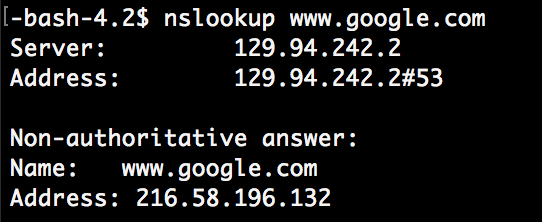 [-bash-4.2$ nslookup www.google.com
Server:         129.94.242.2
Address:        129.94.242.2#53

Non-authoritative answer:
Name:   www.google.com
Address: 216.58.196.132